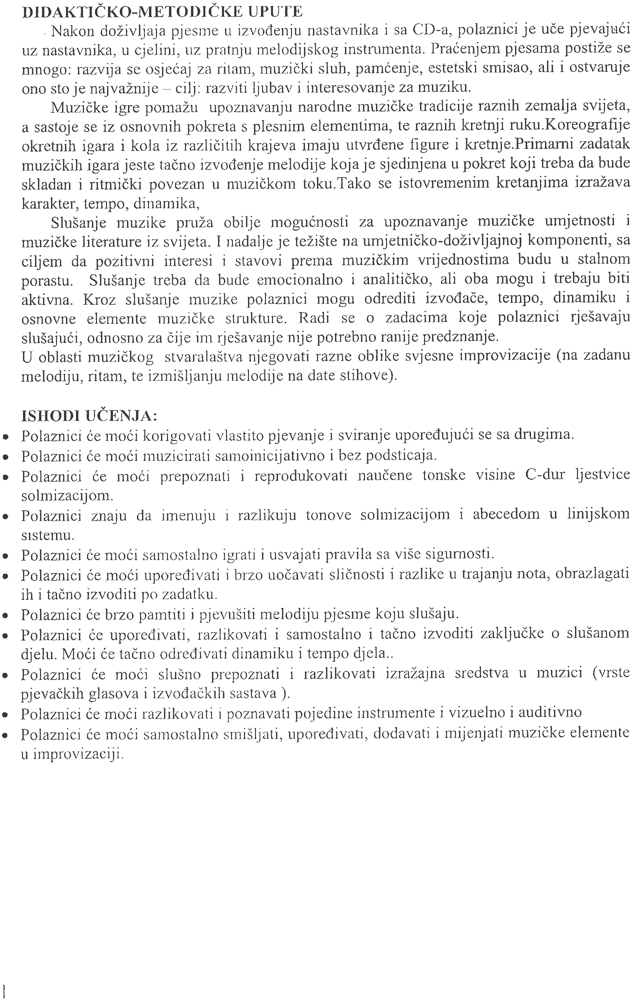 DIDAKTIČKO-METODIČKE UPUTE
Nakon doživljaja pjesme u izvođenju nastavnika i sa CD-a, polaznici je uče pjevajući
uz nastavnika, u cjelini, uz pratnju melodijskog instrumenta. Praćenjem pjesama postiže se
mnogo: razvija se osjećaj za ritam, muzički sluh, pamćenje, estetski smisao, ali i ostvaruje
ono sto je najvažnije – cilj: razviti ljubav i interesovanje za muziku.
Muzičke igre pomažu upoznavanju narodne muzičke tradicije raznih zemalja svijeta,
a sastoje se iz osnovnih pokreta s plesnim elementima, te raznih kretnji ruku.Koreografije
okretnih igara i kola iz različitih krajeva imaju utvrđene figure i kretnje.Primarni zadatak
muzičkih igara jeste tačno izvođenje melodije koja je sjedinjena u pokret koji treba da bude
skladan i ritmički povezan u muzičkom toku.Tako se istovremenim kretanjima izražava
karakter, tempo, dinamika,
Slušanje muzike pruža obilje mogućnosti za upoznavanje muzičke umjetnosti i
muzičke literature iz svijeta. I nadalje je težište na umjetničko-doživljajnoj komponenti, sa
ciljem da pozitivni interesi i stavovi prema muzičkim vrijednostima budu u stalnom
porastu. Slušanje treba da bude emocionalno i analitičko, ali oba mogu i trebaju biti
aktivna. Kroz slušanje muzike polaznici mogu odrediti izvođače, tempo, dinamiku i
osnovne elemente muzičke strukture. Radi se o zadacima koje polaznici rješavaju
slušajući, odnosno za čije im rješavanje nije potrebno ranije predznanje.
U oblasti muzičkog stvaralaštva njegovati razne oblike svjesne improvizacije (na zadanu
melodiju, ritam, te izmišljanju melodije na date stihove).
ISHODI UČENJA:
• Polaznici će moći korigovati vlastito pjevanje i sviranje upoređujući se sa drugima.
• Polaznici će moći muzicirati samoinicijativno i bez podsticaja.
• Polaznici će moći prepoznati i reprodukovati naučene tonske visine C-dur ljestvice
solmizacijom.
• Polaznici znaju da imenuju i razlikuju tonove solmizacijom i abecedom u linijskom
sistemu.
• Polaznici će moći samostalno igrati i usvajati pravila sa više sigurnosti.
• Polaznici će moći upoređivati i brzo uočavati sličnosti i razlike u trajanju nota, obrazlagati
ih i tačno izvoditi po zadatku.
• Polaznici će brzo pamtiti i pjevušiti melodiju pjesme koju slušaju.
• Polaznici će upoređivati, razlikovati i samostalno i tačno izvoditi zaključke o slušanom
djelu. Moći će tačno određivati dinamiku i tempo djela..
• Polaznici će moći slušno prepoznati i razlikovati izražajna sredstva u muzici (vrste
pjevačkih glasova i izvođačkih sastava ).
• Polaznici će moći razlikovati i poznavati pojedine instrumente i vizuelno i auditivno
• Polaznici će moći samostalno smišljati, upoređivati, dodavati i mijenjati muzičke elemente
u improvizaciji.